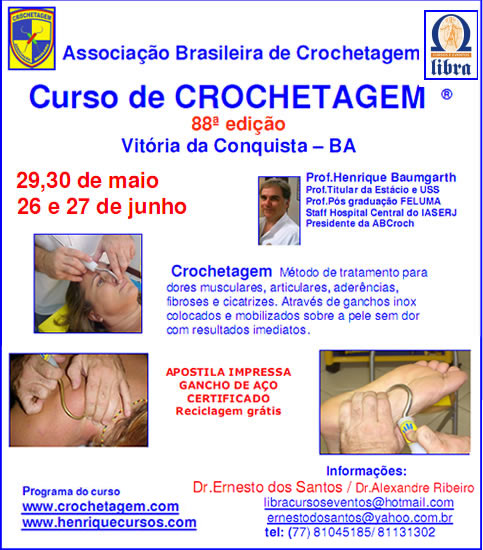 CROCHETAGEM
Associação Brasileira de Crochetagem
libra
Curso de CROCHETAGEM ®
88ª edição
Vitória da Conquista – BA
29,30 de maio
26 e 27 de junho
Prof.Henrique Baumgarth
Prof.Titular da Estácio e USS
Prof.Pós graduação FELUMA
Staff Hospital Central do IASERJ
Presidente da ABCroch
Crochetagem Método de tratamento para
dores musculares, articulares, aderências,
fibroses e cicatrizes. Através de ganchos inox
colocados e mobilizados sobre a pele sem dor
com resultados imediatos.
APOSTILA IMPRESSA
GANCHO DE AÇO
CERTIFICADO
Reciclagem grátis
Informações:
Dr.Ernesto dos Santos / Dr.Alexandre Ribeiro
libracursoseventos@hotmail.com
ernestodosantos@yahoo.com.br
tel: (77) 81045185/ 81131302
Programa do curso
www.crochetagem.com
www.henriquecursos.com